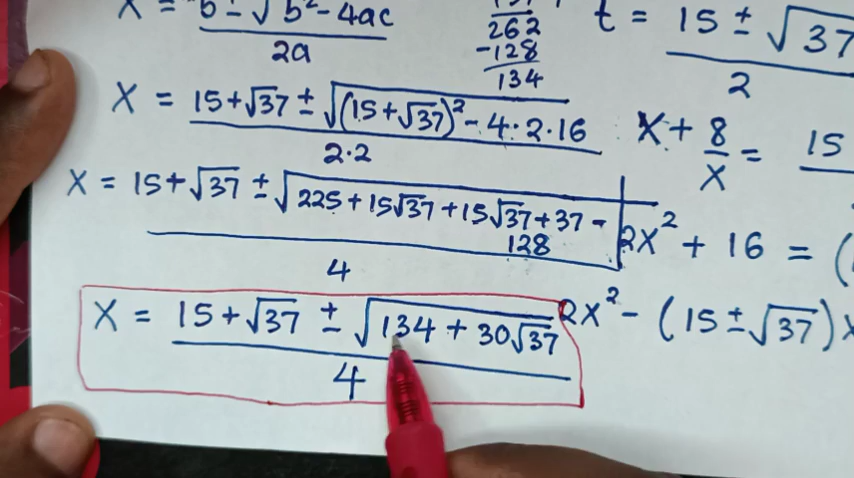 X = -b ± √b² - 4ac
2a
262
-128
134
t = 15 ± √37
2
X = 15 + √37 ± √(15 + √37)² - 4·2·16
2·2
X + 8/X = 15
X = 15 + √37 ± √225 + 15√37 + 15√37 + 37 - 128
4
2X² + 16 = (
X = 15 + √37 ± √134 + 30√37
4
2X² - (15 ± √37)x